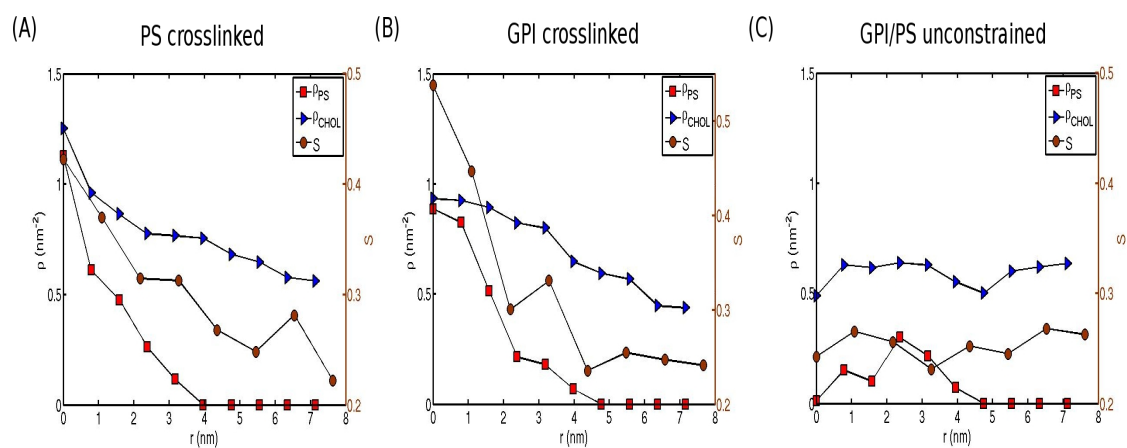 (A) PS crosslinked
(B) GPI crosslinked
(C) GPI/PS unconstrained
1.5
1
0.5
0
ρ (nm⁻²)
0.5
0.4
0.3
0.2
S
ρPS
ρCHOL
S
0 1 2 3 4 5 6 7 8
r (nm)
1.5
1
0.5
0
ρ (nm⁻²)
0.5
0.4
0.3
0.2
S
ρPS
ρCHOL
S
0 1 2 3 4 5 6 7 8
r (nm)
1.5
1
0.5
0
ρ (nm⁻²)
0.5
0.4
0.3
0.2
S
ρPS
ρCHOL
S
0 1 2 3 4 5 6 7 8
r (nm)